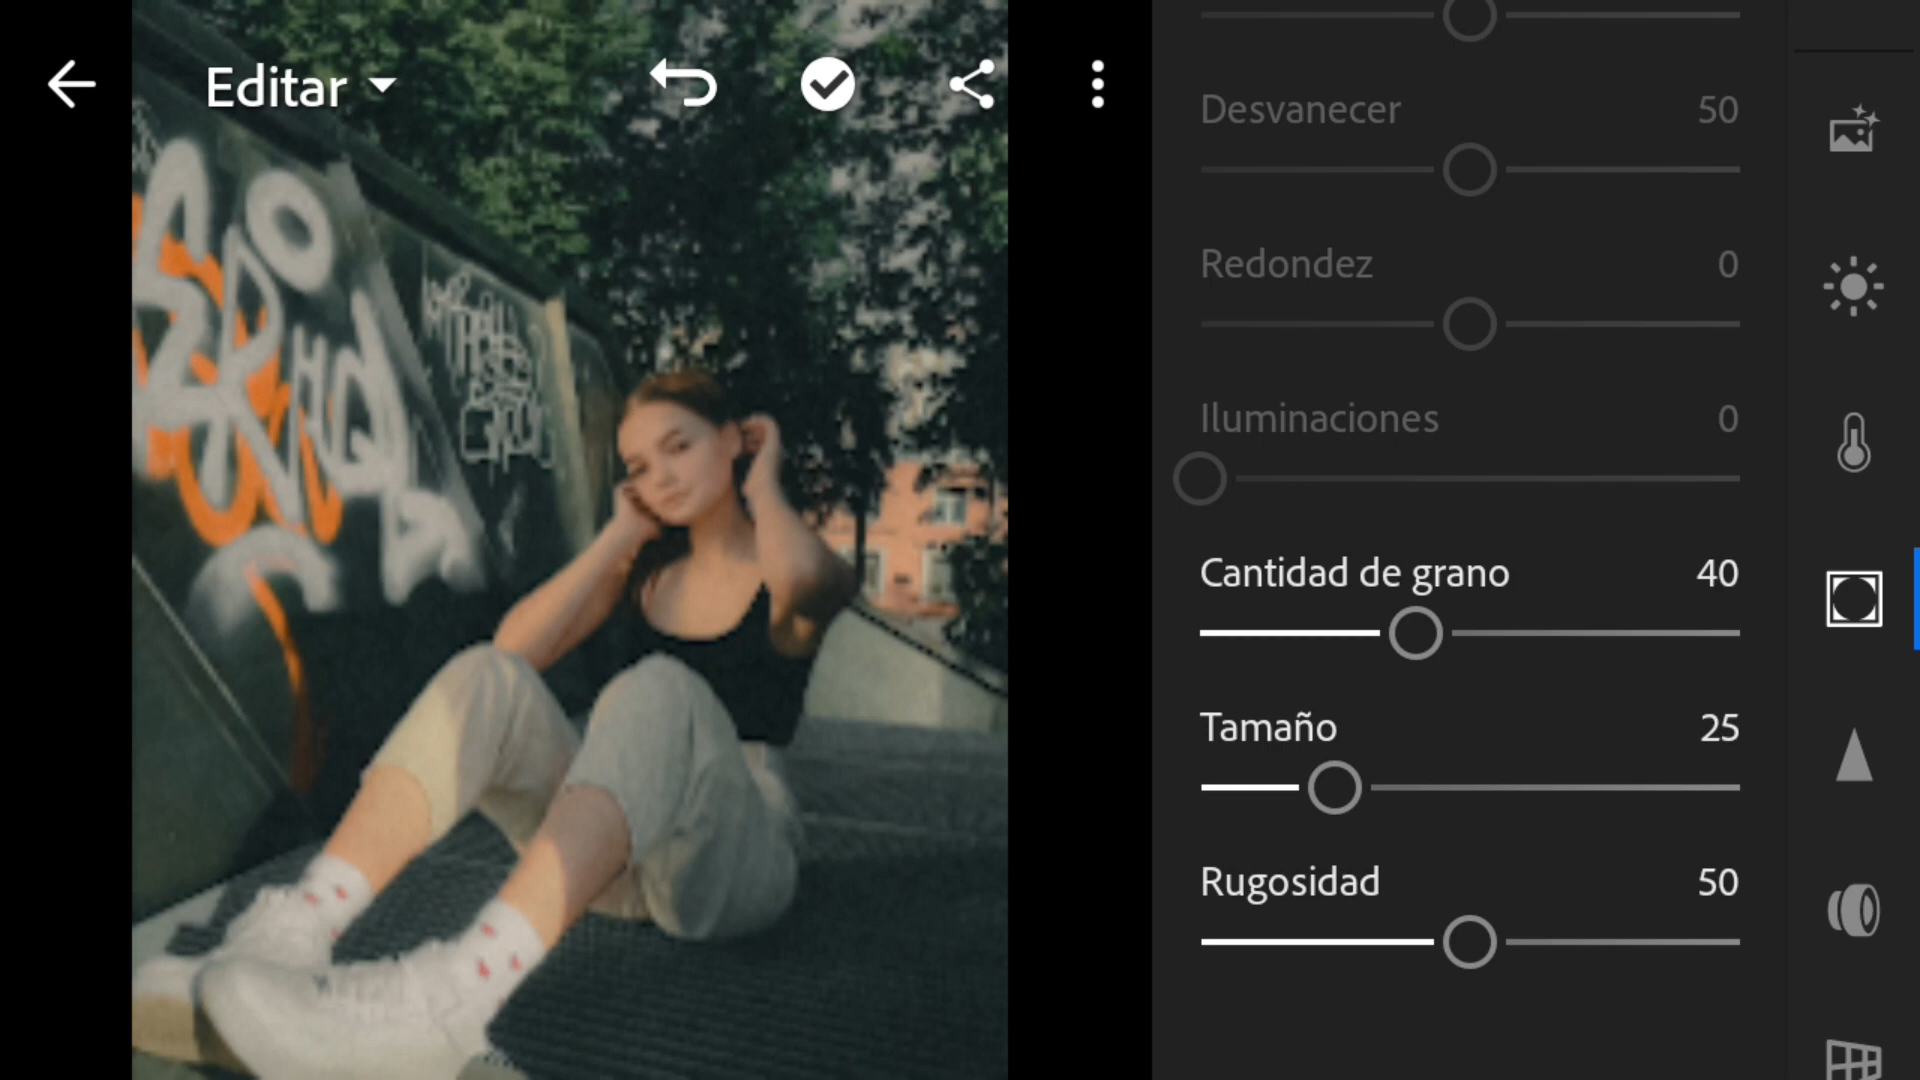 Editar
Desvanecer 50
Redondez 0
Iluminaciones 0
Cantidad de grano 40
Tamaño 25
Rugosidad 50